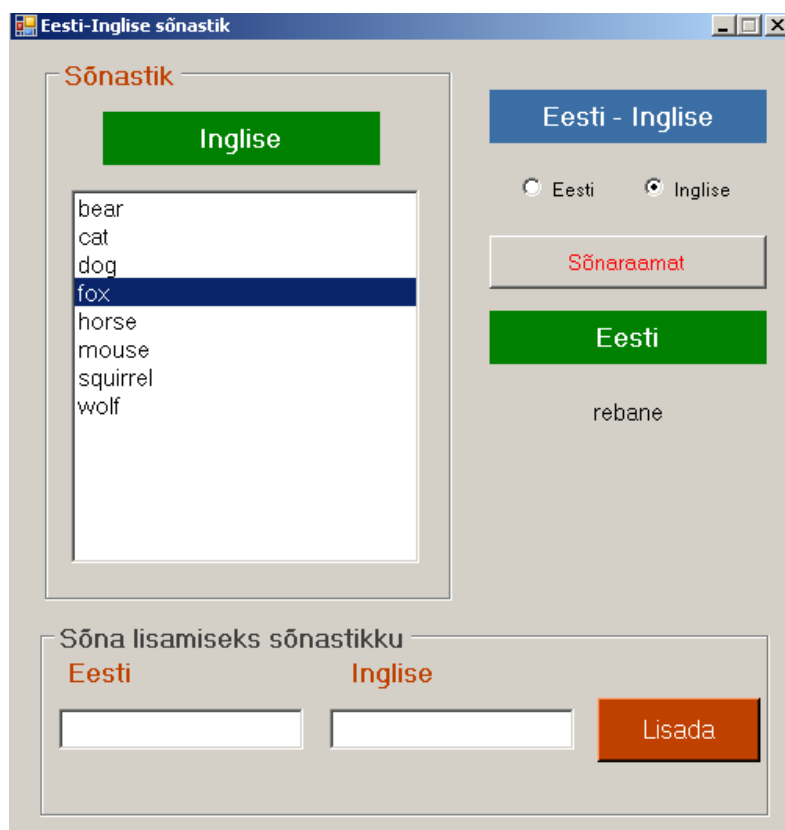 Eesti-Inglise sõnastik
Sõnastik
Inglise
bear
cat
dog
fox
horse
mouse
squirrel
wolf
Eesti - Inglise
Eesti
Inglise
Sõnaraamat
Eesti
rebane
Sõna lisamiseks sõnastikku
Eesti
Inglise
Lisada